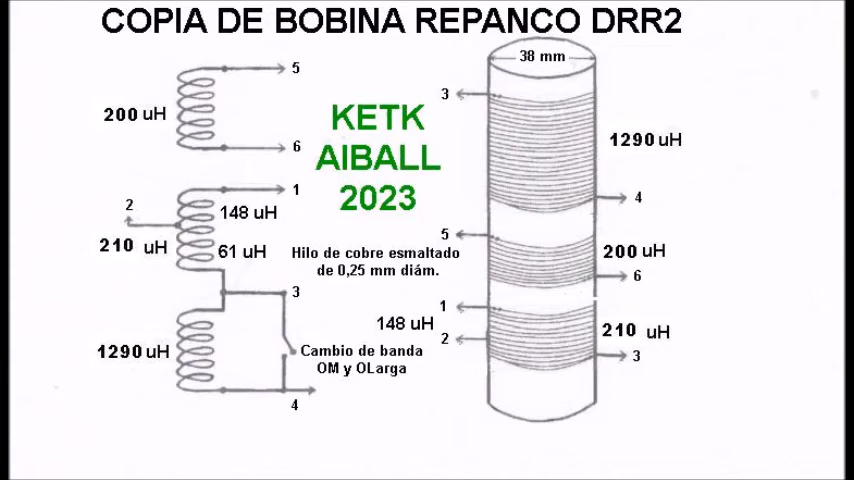 COPIA DE BOBINA REPANCO DRR2
38 mm
5
200 uH
6
KETK
AIBALL
2023
3
1290 uH
4
1
2
148 uH
210 uH
61 uH
Hilo de cobre esmaltado
de 0,25 mm diám.
5
200 uH
6
3
1290 uH
Cambio de banda
OM y OLarga
4
1
148 uH
2
210 uH
3